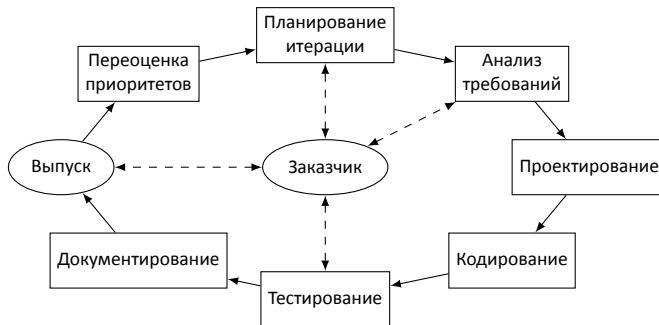 Планирование
итерации
Переоценка
приоритетов
Анализ
требований
Выпуск
Заказчик
Проектирование
Документирование
Кодирование
Тестирование